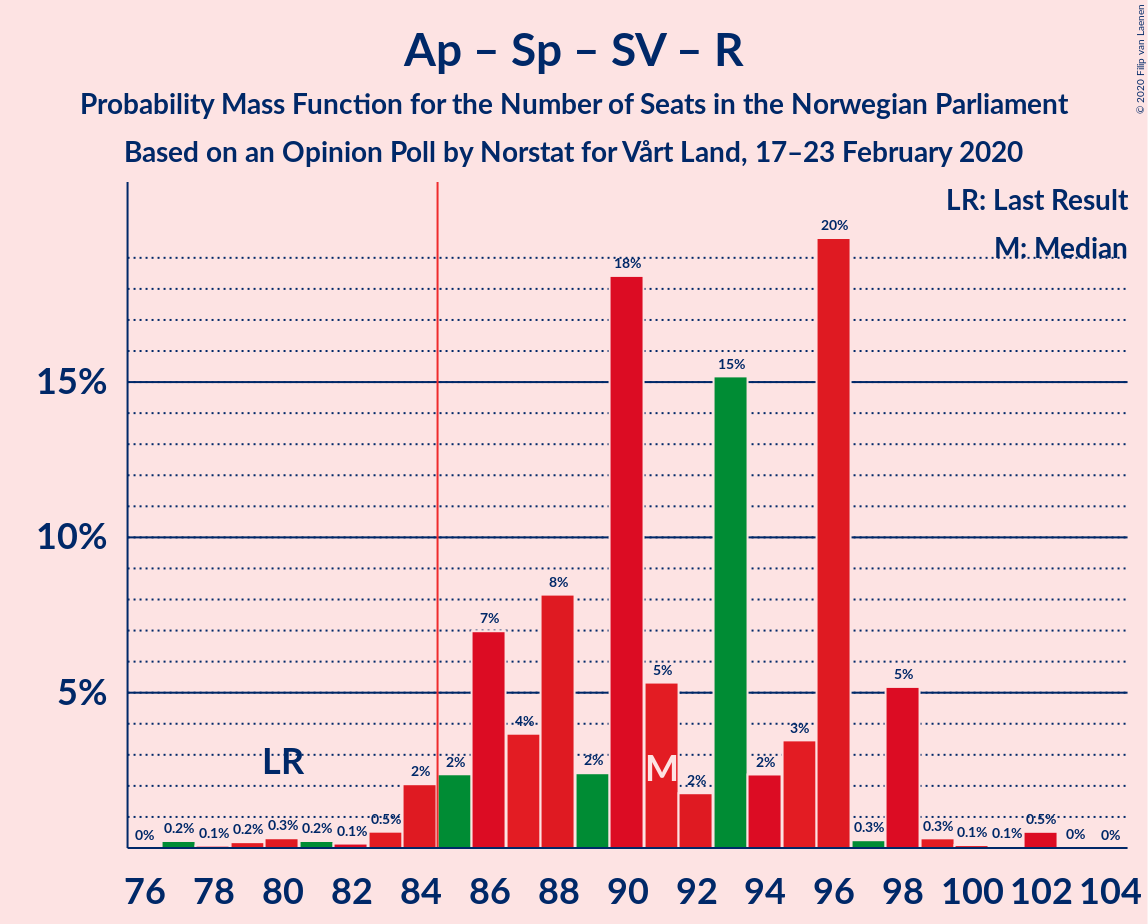 Ap – Sp – SV – R
Probability Mass Function for the Number of Seats in the Norwegian Parliament
Based on an Opinion Poll by Norstat for Vårt Land, 17–23 February 2020
© 2020 Filip van Laenen
LR: Last Result
M: Median
15%
10%
5%
LR
M
0% 0.2% 0.1% 0.2% 0.3% 0.2% 0.1% 0.5% 2% 2% 7% 4% 8% 2% 18% 5% 2% 15% 2% 3% 20% 0.3% 5% 0.3% 0.1% 0.1% 0.5% 0% 0%
76 78 80 82 84 86 88 90 92 94 96 98 100 102 104